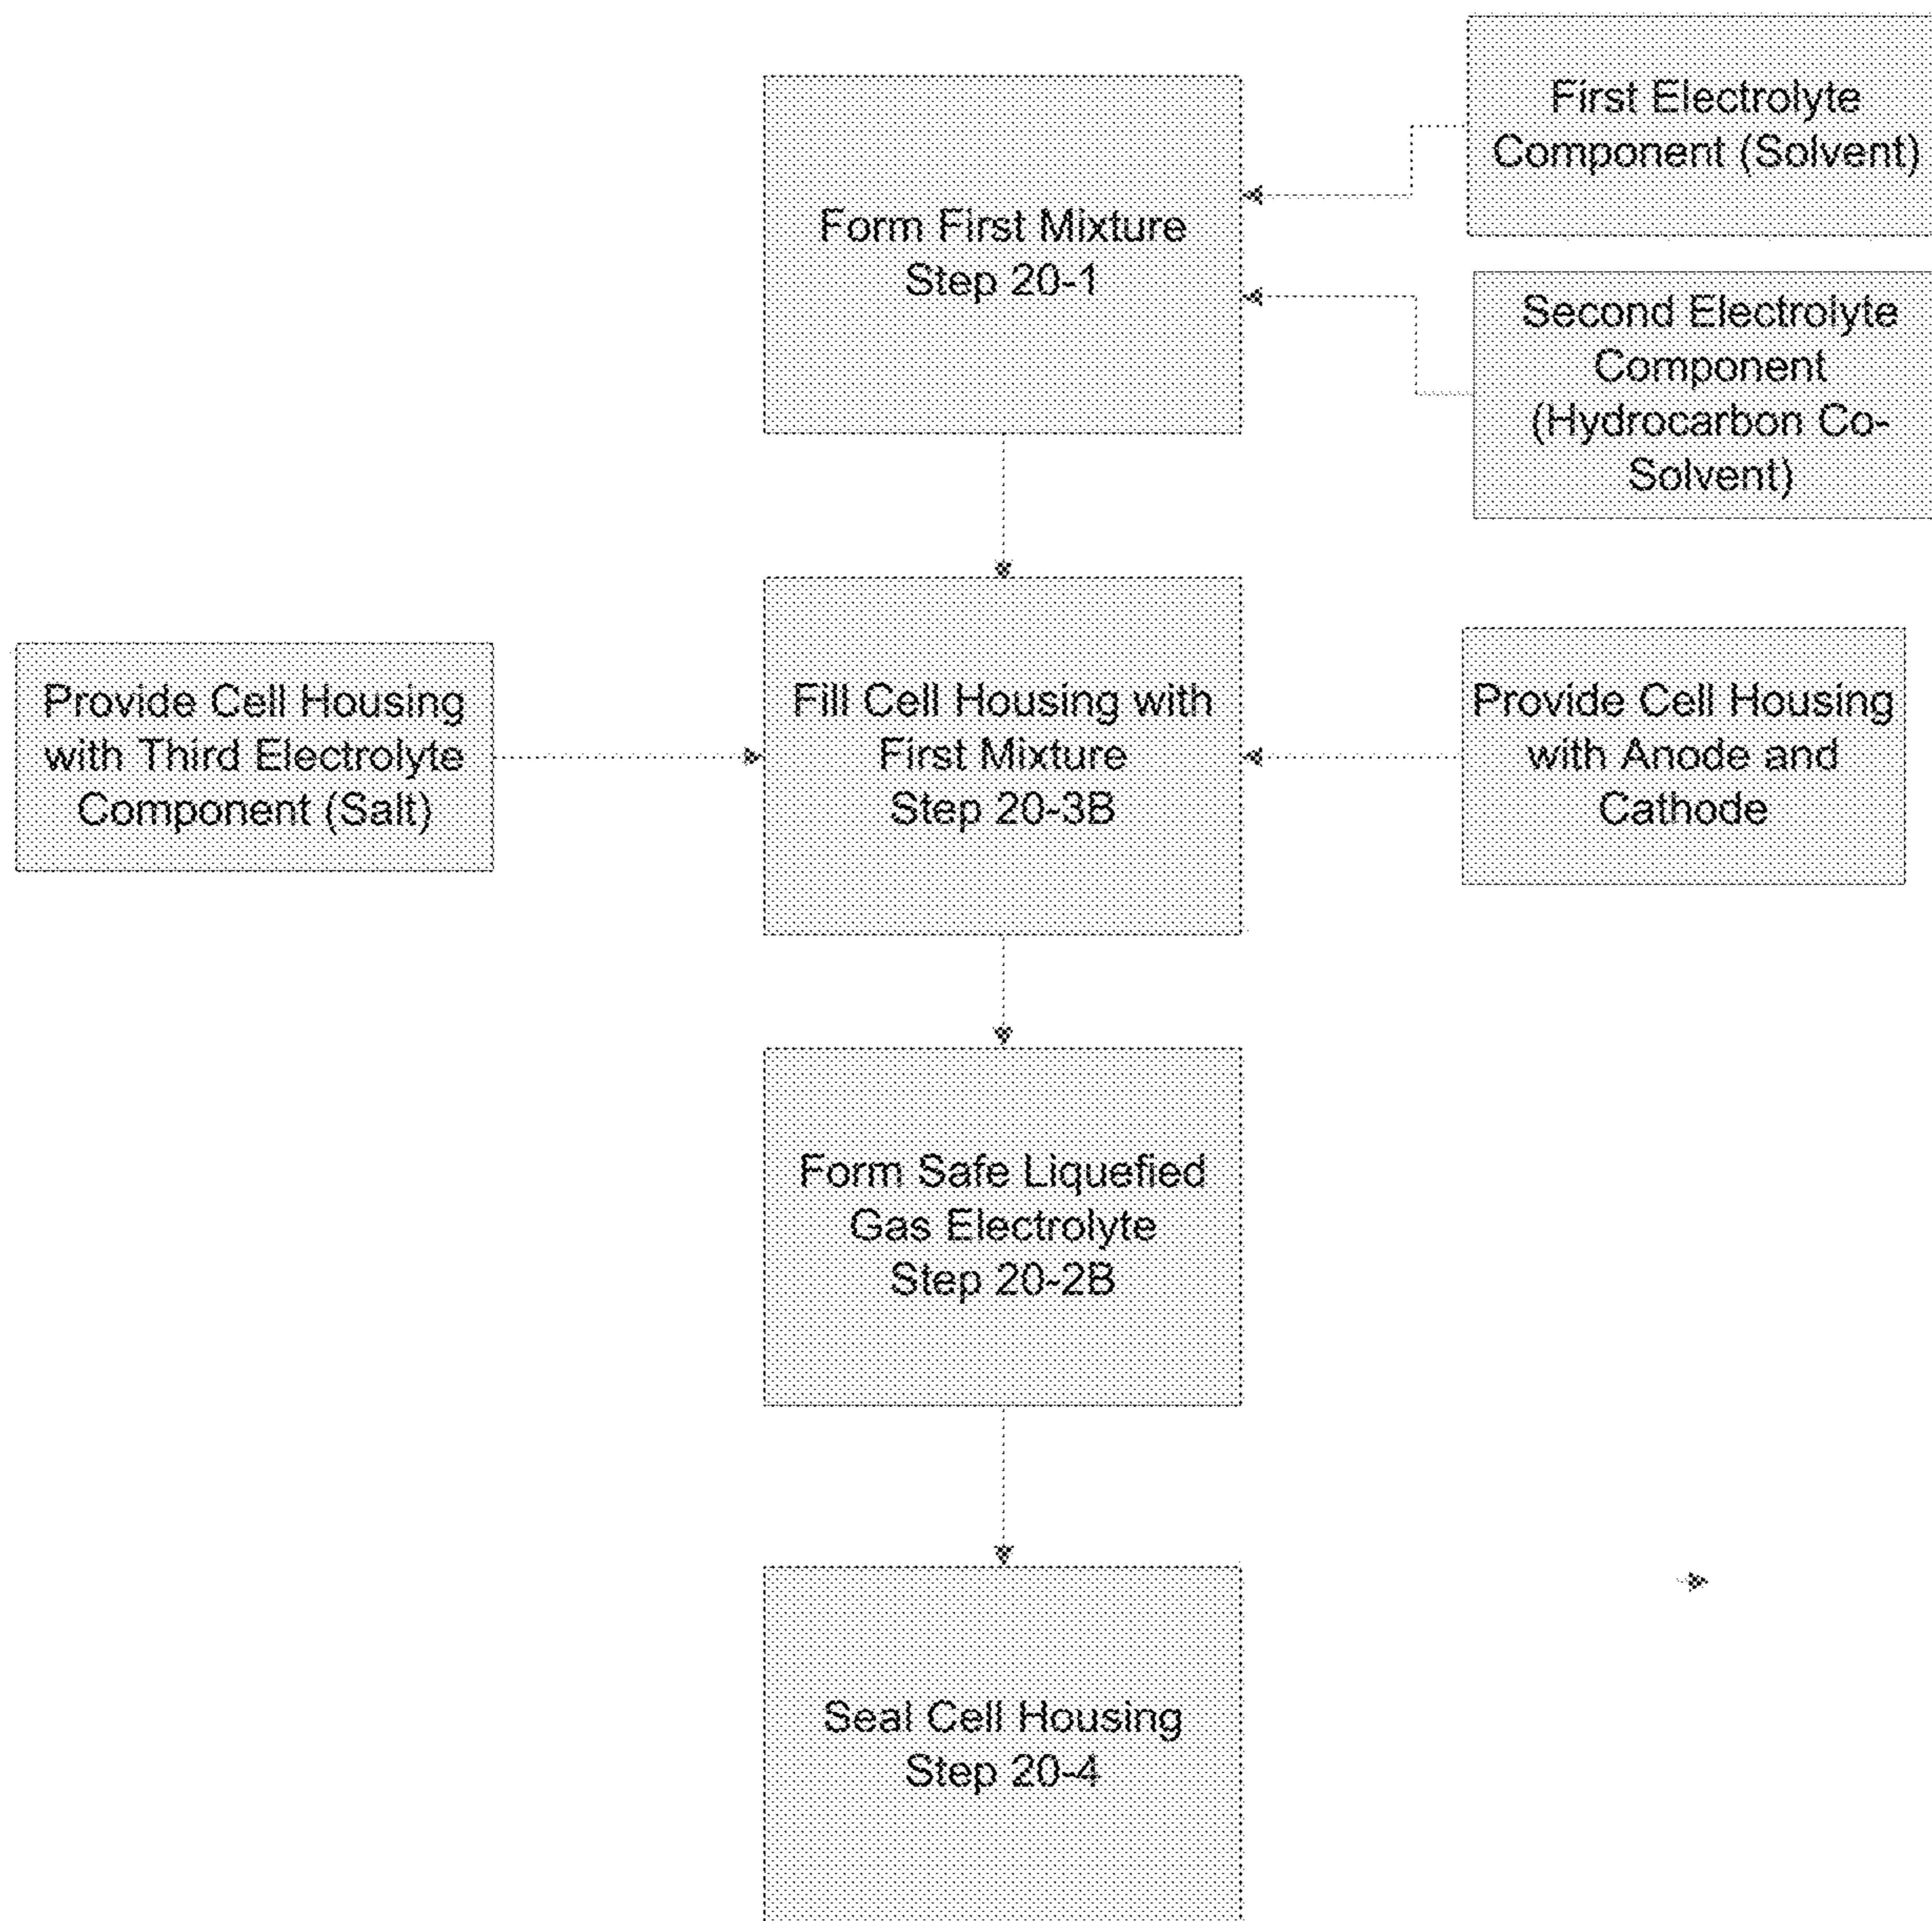 First Electrolyte
Component (Solvent)
Form First Mixture
Step 20-1
Second Electrolyte
Component
(Hydrocarbon Co-
Solvent)
Provide Cell Housing
with Third Electrolyte
Component (Salt)
Fill Cell Housing with
First Mixture
Step 20-3B
Provide Cell Housing
with Anode and
Cathode
Form Safe Liquefied
Gas Electrolyte
Step 20-2B
Seal Cell Housing
Step 20-4